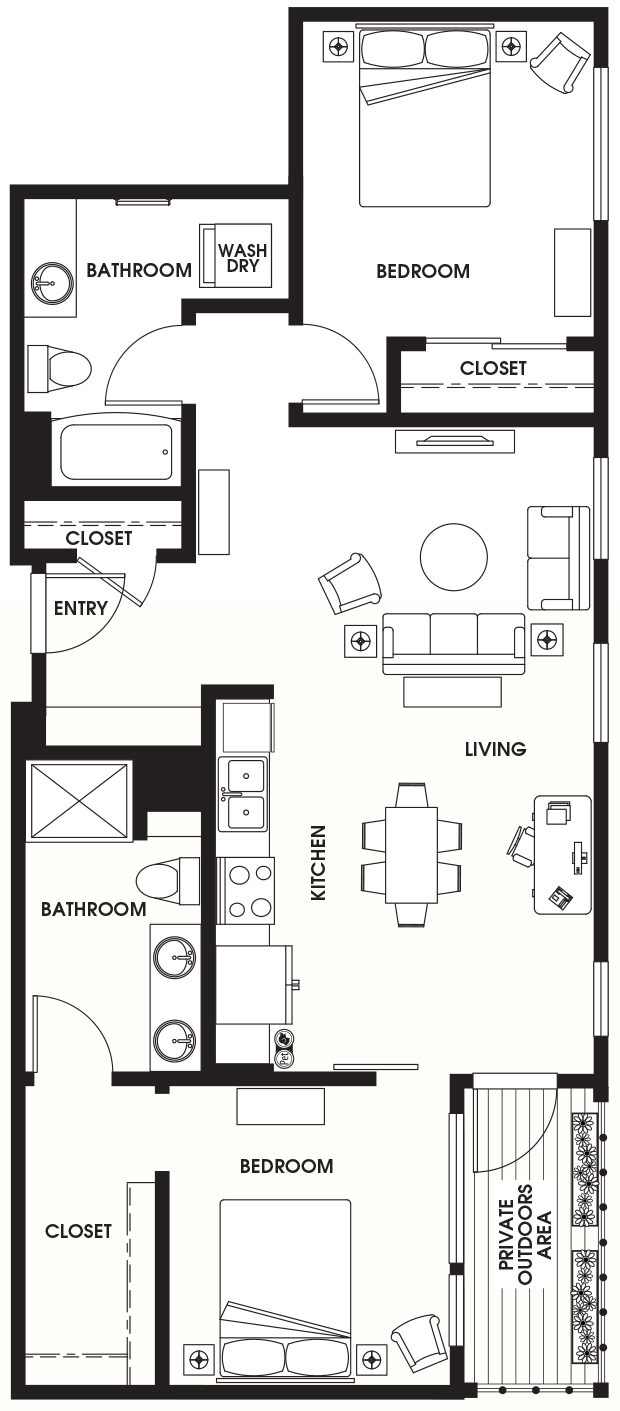 WASH
DRY
BATHROOM
BEDROOM
CLOSET
CLOSET
ENTRY
LIVING
KITCHEN
BATHROOM
Pet
BEDROOM
CLOSET
PRIVATE
OUTDOORS
AREA